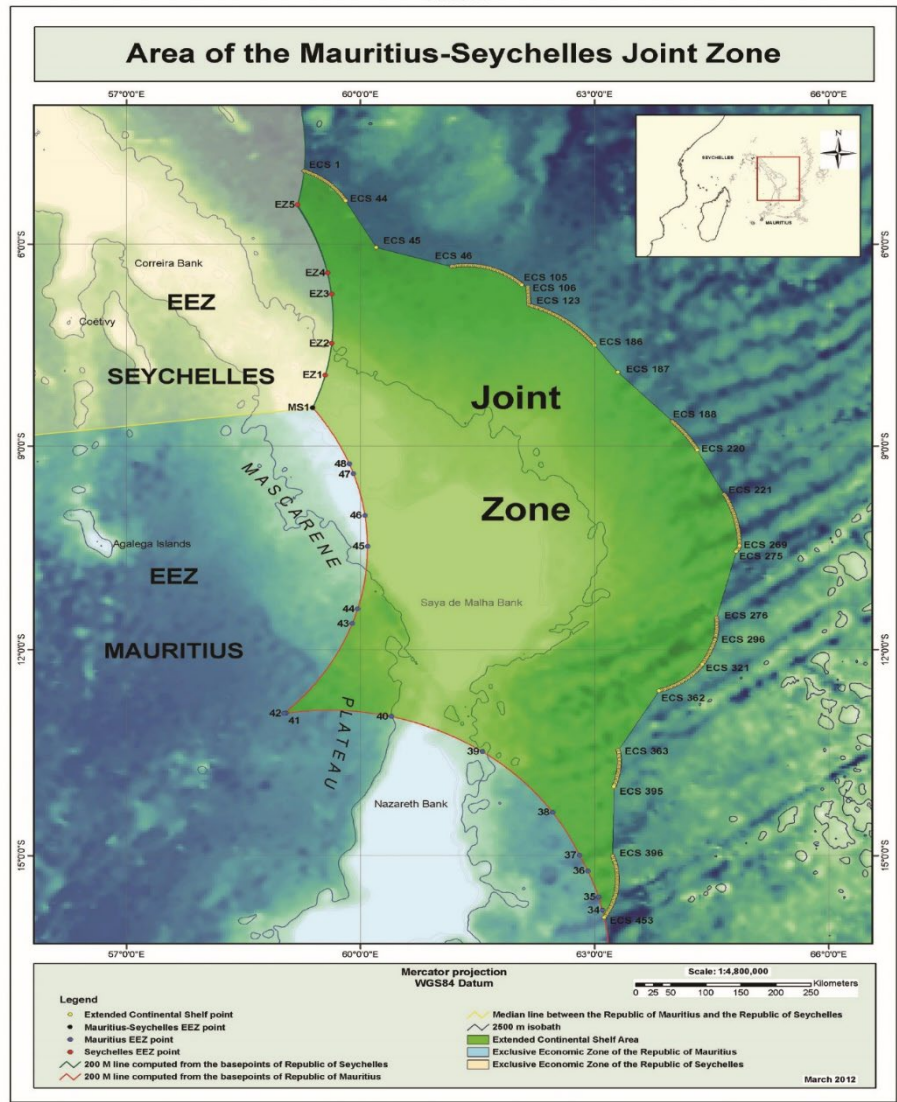 Area of the Mauritius-Seychelles Joint Zone
57°0'0"E
60°0'0"E
63°0'0"E
66°0'0"E
SEYCHELLES
MAURITIUS
N
ECS 1
ECS 44
EZ5
ECS 45
6°0'0"S
6°0'0"S
Correira Bank
ECS 46
EZ4
ECS 105
ECS 106
EEZ
EZ3
ECS 123
Coëtivy
EZ2
ECS 186
SEYCHELLES
EZ1
ECS 187
Joint
MS1
ECS 188
9°0'0"S
9°0'0"S
ECS 220
48
47
MASCARENE
ECS 221
Zone
46
Agalega Islands
45
ECS 269
ECS 275
EEZ
Saya de Malha Bank
44
43
ECS 276
ECS 296
MAURITIUS
12°0'0"S
12°0'0"S
ECS 321
ECS 362
42
41
40
PLATEAU
39
ECS 363
ECS 395
Nazareth Bank
38
15°0'0"S
15°0'0"S
37
ECS 396
36
35
34
ECS 453
57°0'0"E
60°0'0"E
63°0'0"E
66°0'0"E
Mercator projection
WGS84 Datum
Scale: 1:4,800,000
Kilometers
0 25 50 100 150 200 250
Legend
Extended Continental Shelf point
Mauritius-Seychelles EEZ point
Mauritius EEZ point
Seychelles EEZ point
200 M line computed from the basepoints of Republic of Seychelles
200 M line computed from the basepoints of Republic of Mauritius
Median line between the Republic of Mauritius and the Republic of Seychelles
2500 m isobath
Extended Continental Shelf Area
Exclusive Economic Zone of the Republic of Mauritius
Exclusive Economic Zone of the Republic of Seychelles
March 2012